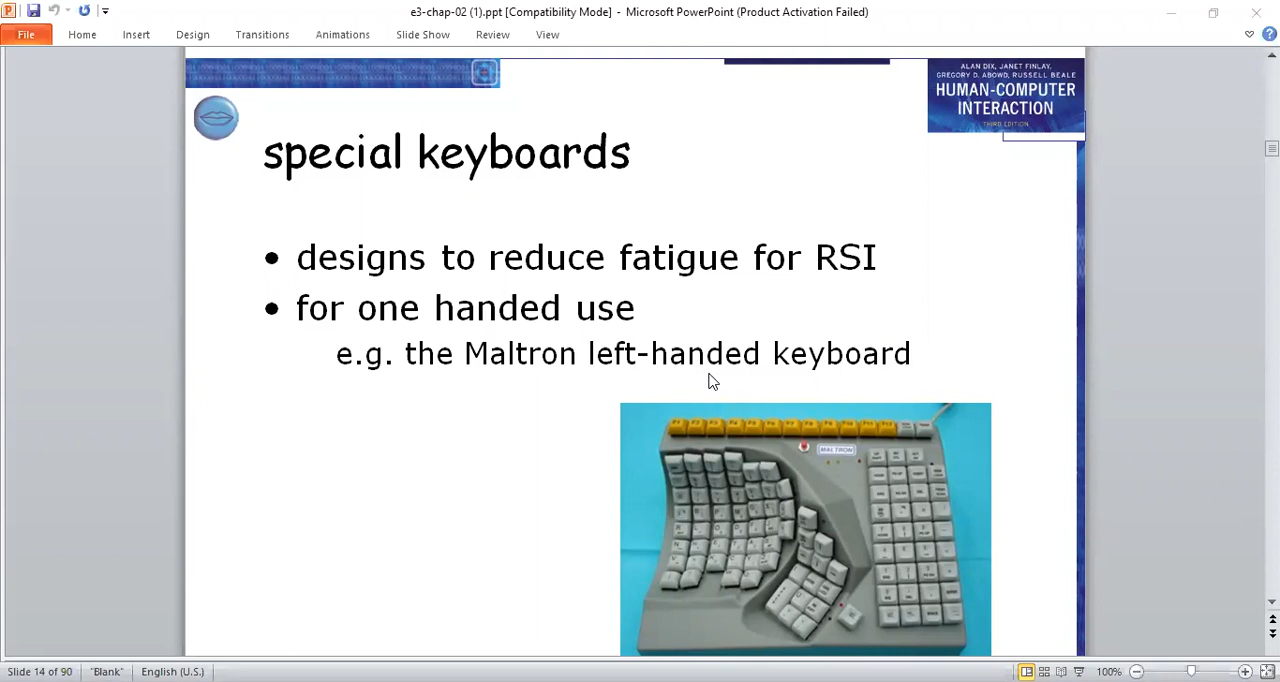 e3-chap-02 (1).ppt [Compatibility Mode] - Microsoft PowerPoint (Product Activation Failed)
File Home Insert Design Transitions Animations Slide Show Review View
ALAN DIX, JANET FINLAY,
GREGORY D. ABOWD, RUSSELL BEALE
HUMAN-COMPUTER
INTERACTION
THIRD EDITION
special keyboards
• designs to reduce fatigue for RSI
• for one handed use
e.g. the Maltron left-handed keyboard
MALTRON
Slide 14 of 90 "Blank" English (U.S.) 100%